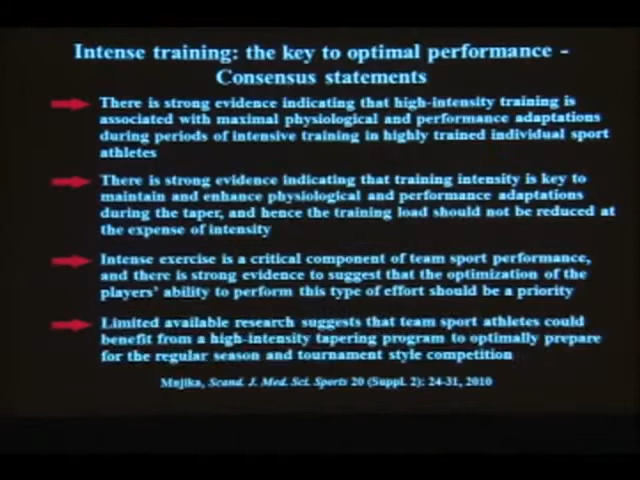 Intense training: the key to optimal performance -
Consensus statements
There is strong evidence indicating that high-intensity training is
associated with maximal physiological and performance adaptations
during periods of intensive training in highly trained individual sport
athletes
There is strong evidence indicating that training intensity is key to
maintain and enhance physiological and performance adaptations
during the taper, and hence the training load should not be reduced at
the expense of intensity
Intense exercise is a critical component of team sport performance,
and there is strong evidence to suggest that the optimization of the
players' ability to perform this type of effort should be a priority
Limited available research suggests that team sport athletes could
benefit from a high-intensity tapering program to optimally prepare
for the regular season and tournament style competition
Mujika, Scand. J. Med. Sci. Sports 20 (Suppl. 2): 24-31, 2010